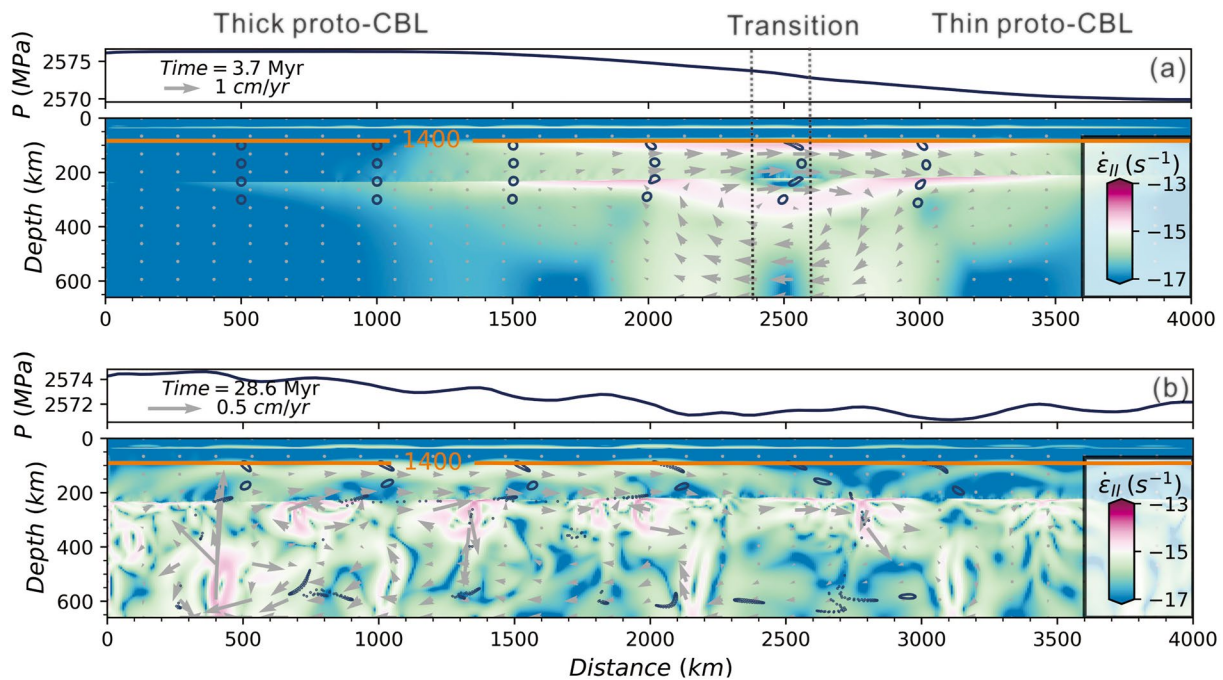 Thick proto-CBL Transition Thin proto-CBL
(a)
P (MPa)
2575
2570
Time = 3.7 Myr
1 cm/yr
Depth (km)
0
200
400
600
1400
ε̇II (s⁻¹)
−13
−15
−17
0 500 1000 1500 2000 2500 3000 3500 4000
(b)
P (MPa)
2574
2572
Time = 28.6 Myr
0.5 cm/yr
Depth (km)
0
200
400
600
1400
ε̇II (s⁻¹)
−13
−15
−17
0 500 1000 1500 2000 2500 3000 3500 4000
Distance (km)